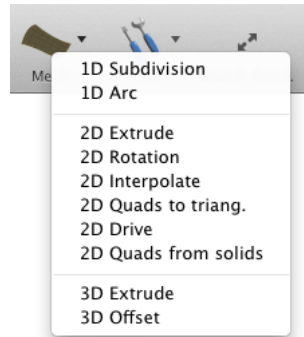 Me
1D Subdivision
1D Arc
2D Extrude
2D Rotation
2D Interpolate
2D Quads to triang.
2D Drive
2D Quads from solids
3D Extrude
3D Offset